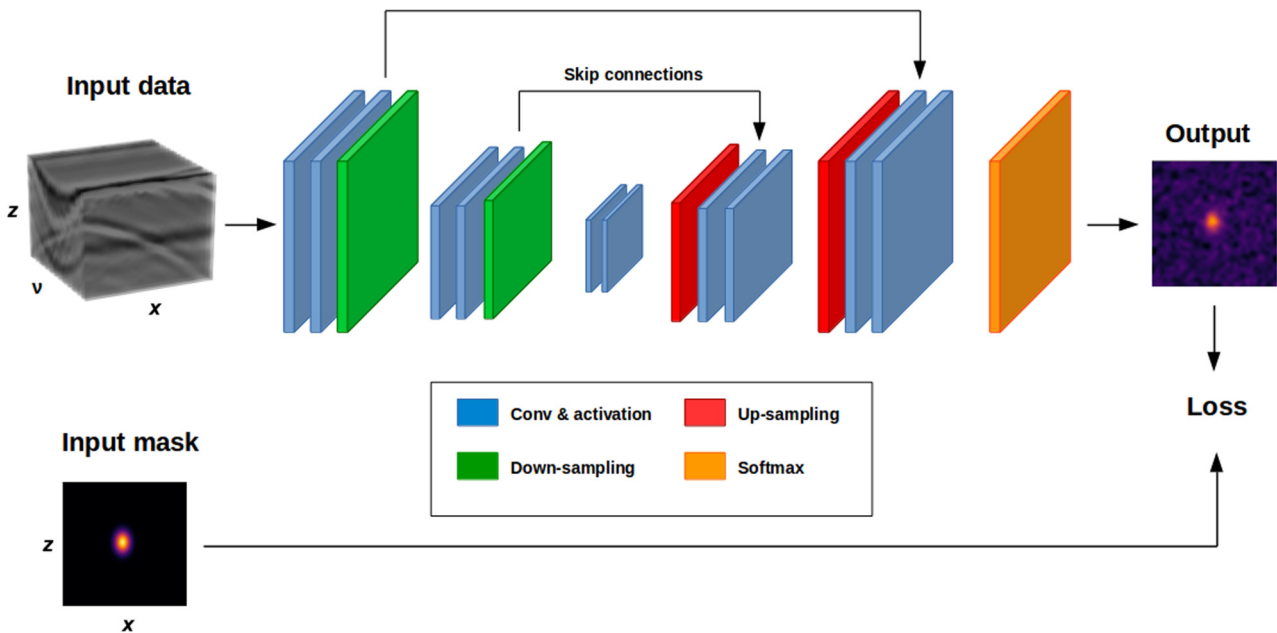 Skip connections
Input data
Output
z
ν
x
Conv & activation
Up-sampling
Down-sampling
Softmax
Loss
Input mask
z
x